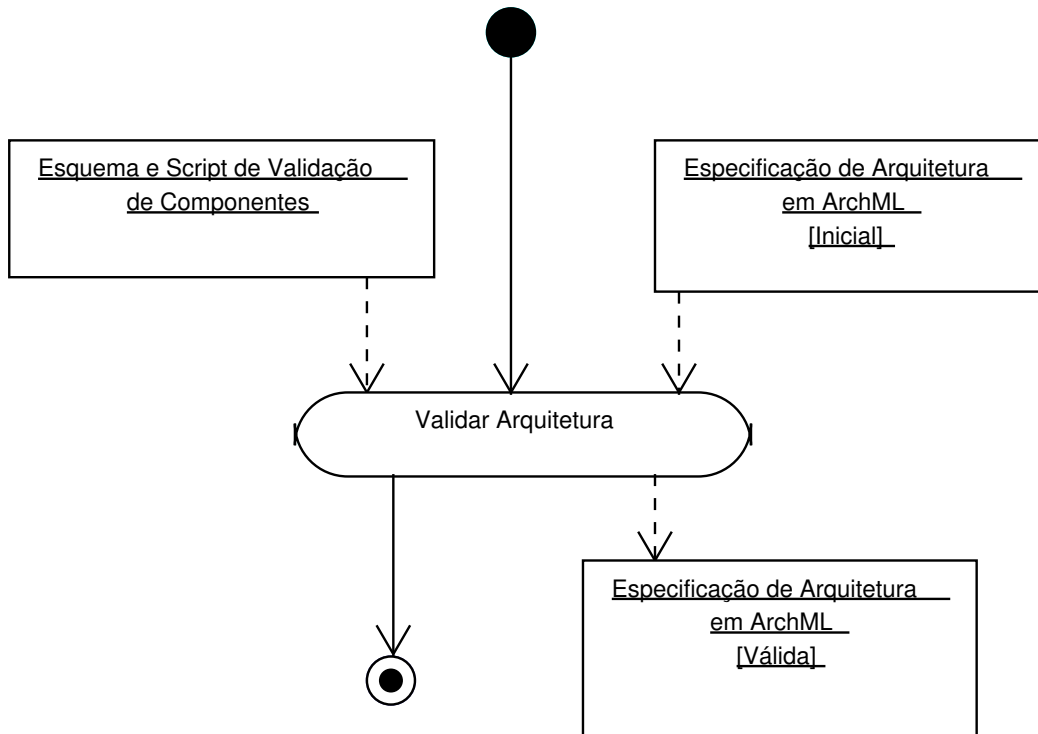 Esquema e Script de Validação
de Componentes
Especificação de Arquitetura
em ArchML
[Inicial]
Validar Arquitetura
Especificação de Arquitetura
em ArchML
[Válida]